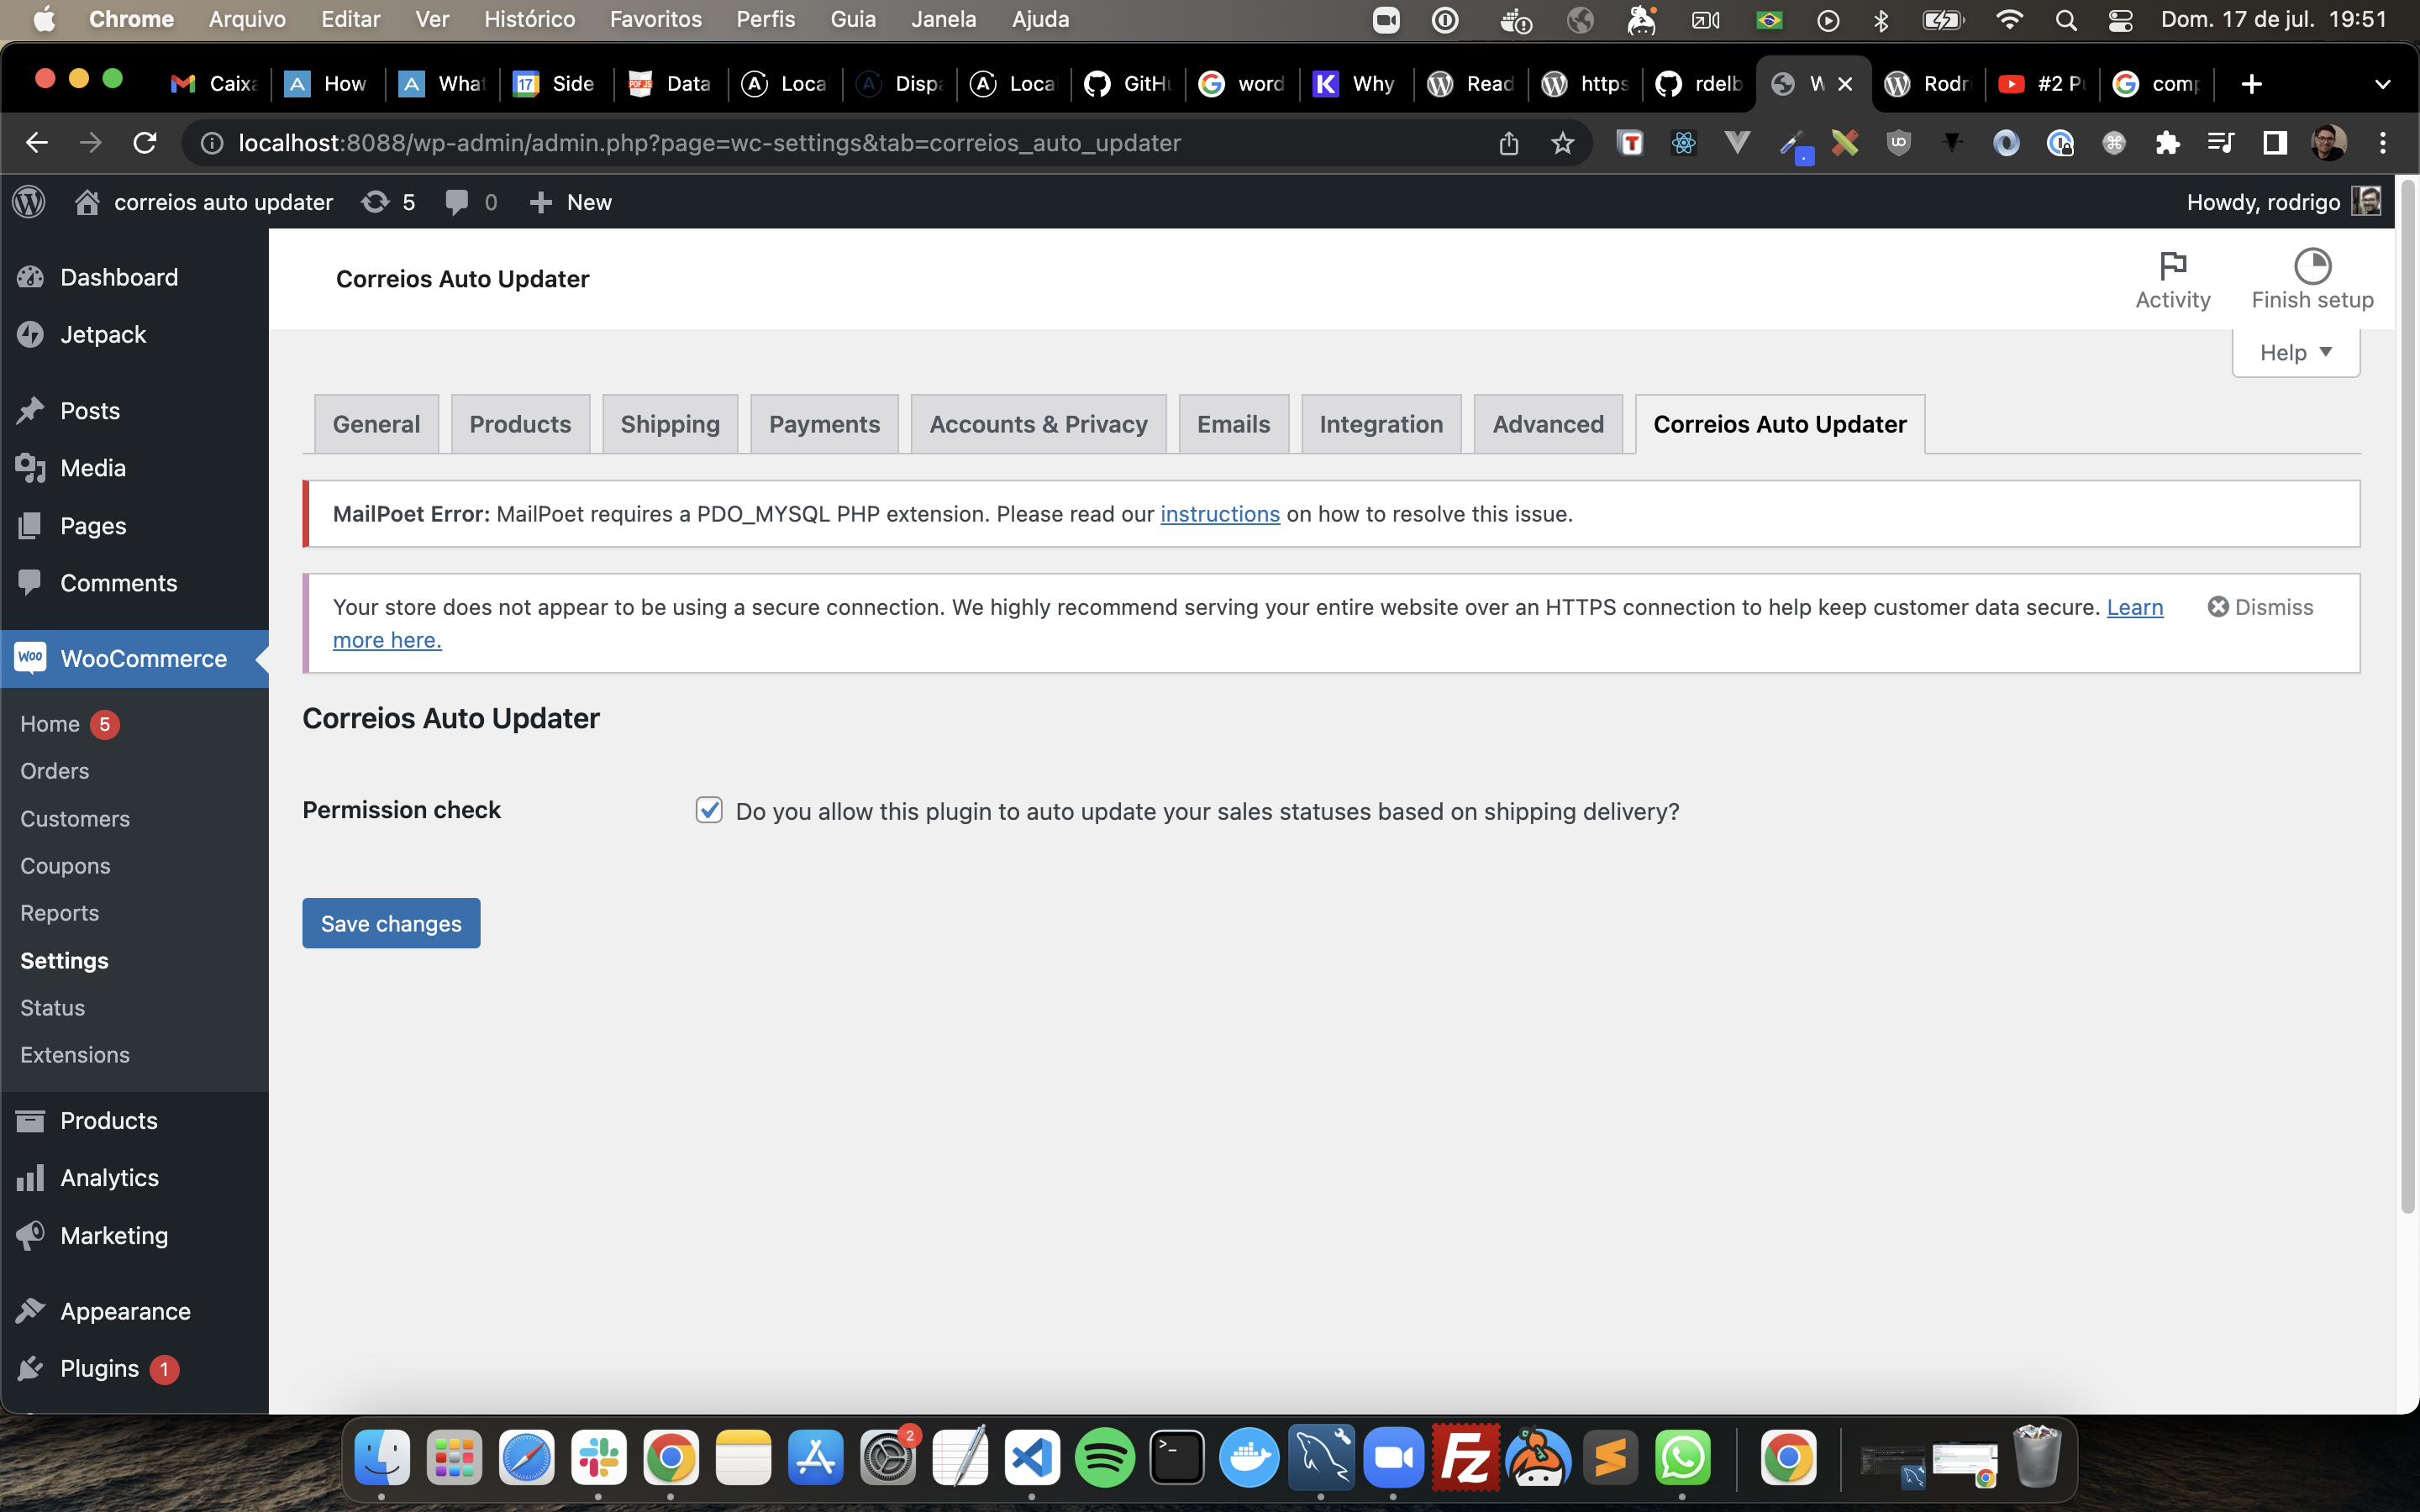 Chrome Arquivo Editar Ver Histórico Favoritos Perfis Guia Janela Ajuda Dom. 17 de jul. 19:51
Caixa How What Side Data Loca Dispa Loca GitHu word Why Read https rdelb W Rodri #2 Pu comp
localhost:8088/wp-admin/admin.php?page=wc-settings&tab=correios_auto_updater
correios auto updater 5 0 New Howdy, rodrigo
Dashboard
Jetpack
Posts
Media
Pages
Comments
WooCommerce
Home 5
Orders
Customers
Coupons
Reports
Settings
Status
Extensions
Products
Analytics
Marketing
Appearance
Plugins 1
Correios Auto Updater
Activity
Finish setup
Help
General Products Shipping Payments Accounts & Privacy Emails Integration Advanced Correios Auto Updater
MailPoet Error: MailPoet requires a PDO_MYSQL PHP extension. Please read our instructions on how to resolve this issue.
Your store does not appear to be using a secure connection. We highly recommend serving your entire website over an HTTPS connection to help keep customer data secure. Learn
more here.
Dismiss
Correios Auto Updater
Permission check
Do you allow this plugin to auto update your sales statuses based on shipping delivery?
Save changes
2